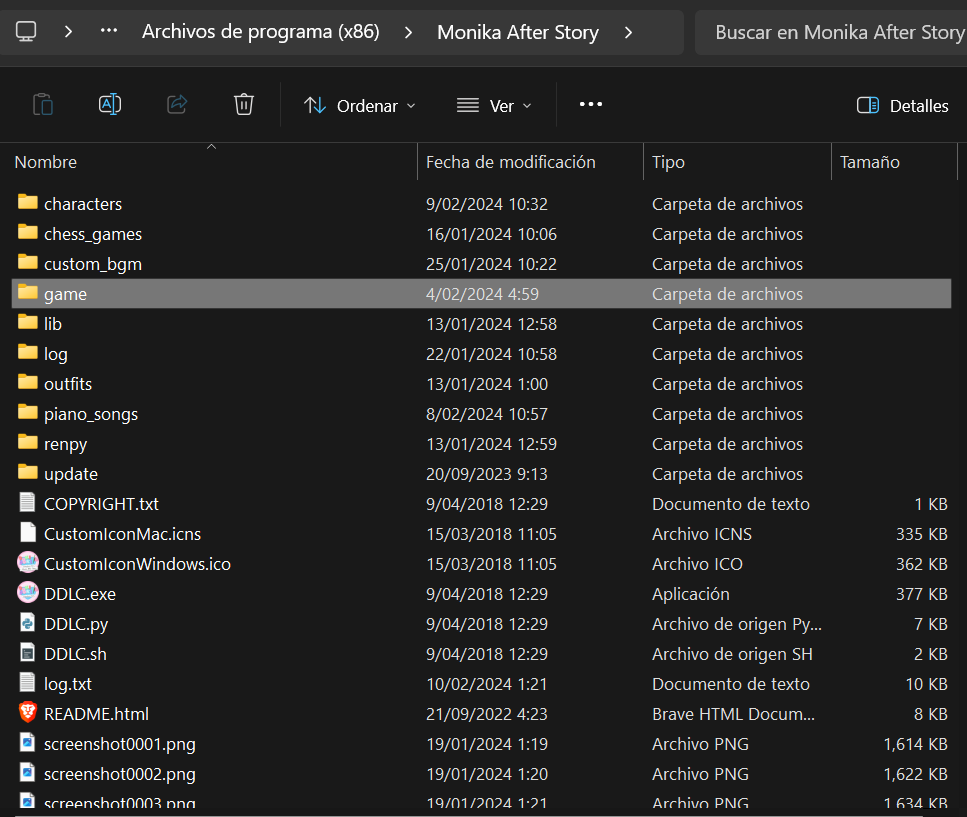 Archivos de programa (x86) Monika After Story Buscar en Monika After Story
Ordenar Ver Detalles
Nombre Fecha de modificación Tipo Tamaño
characters 9/02/2024 10:32 Carpeta de archivos
chess_games 16/01/2024 10:06 Carpeta de archivos
custom_bgm 25/01/2024 10:22 Carpeta de archivos
game 4/02/2024 4:59 Carpeta de archivos
lib 13/01/2024 12:58 Carpeta de archivos
log 22/01/2024 10:58 Carpeta de archivos
outfits 13/01/2024 1:00 Carpeta de archivos
piano_songs 8/02/2024 10:57 Carpeta de archivos
renpy 13/01/2024 12:59 Carpeta de archivos
update 20/09/2023 9:13 Carpeta de archivos
COPYRIGHT.txt 9/04/2018 12:29 Documento de texto 1 KB
CustomIconMac.icns 15/03/2018 11:05 Archivo ICNS 335 KB
CustomIconWindows.ico 15/03/2018 11:05 Archivo ICO 362 KB
DDLC.exe 9/04/2018 12:29 Aplicación 377 KB
DDLC.py 9/04/2018 12:29 Archivo de origen Py... 7 KB
DDLC.sh 9/04/2018 12:29 Archivo de origen SH 2 KB
log.txt 10/02/2024 1:21 Documento de texto 10 KB
README.html 21/09/2022 4:23 Brave HTML Docum... 8 KB
screenshot0001.png 19/01/2024 1:19 Archivo PNG 1,614 KB
screenshot0002.png 19/01/2024 1:20 Archivo PNG 1,622 KB
screenshot0003.png 19/01/2024 1:21 Archivo PNG 1,634 KB